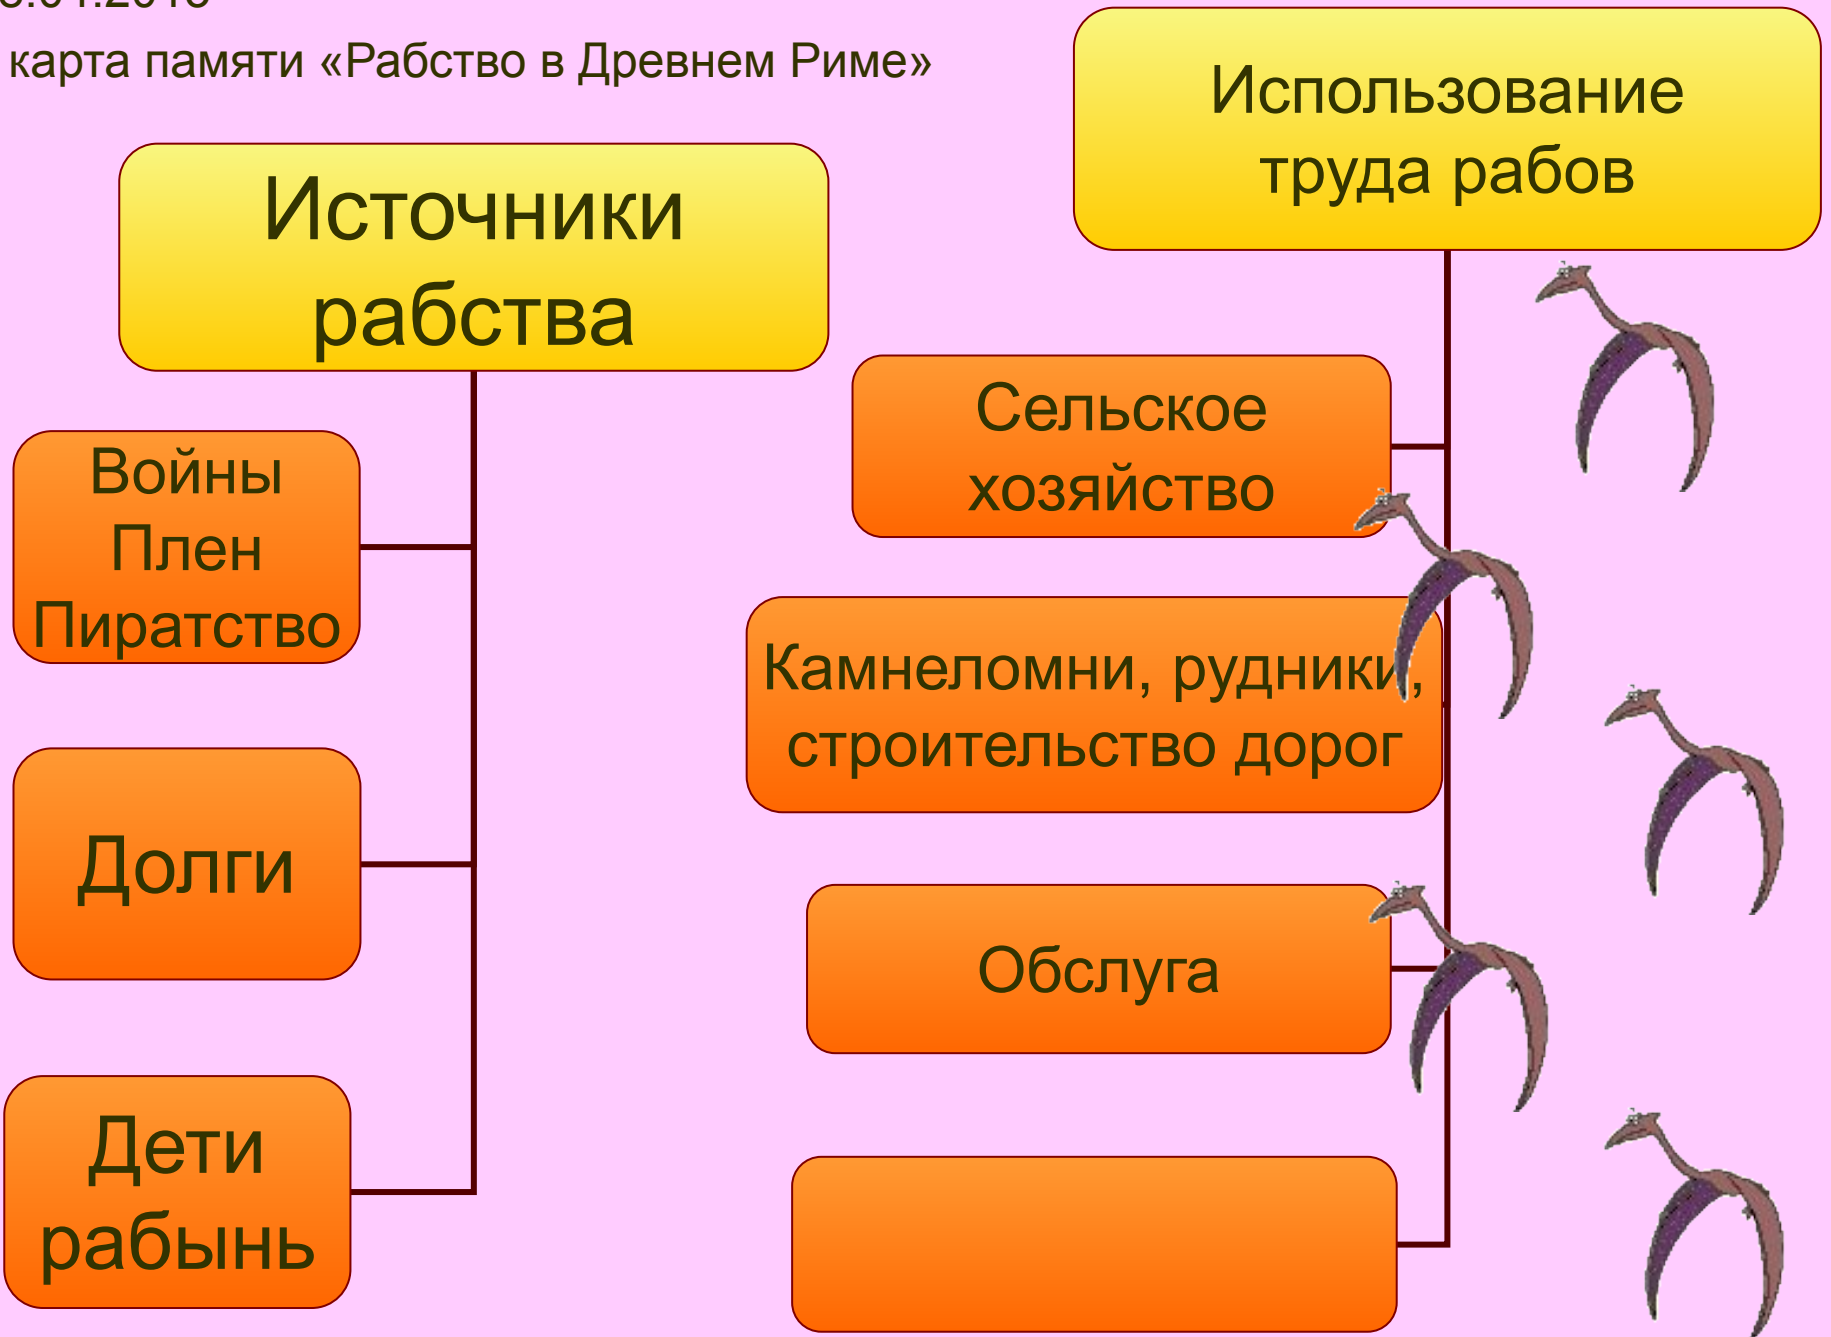 карта памяти «Рабство в Древнем Риме»
Источники
рабства
Войны
Плен
Пиратство
Долги
Дети
рабынь
Использование
труда рабов
Сельское
хозяйство
Камнеломни, рудники,
строительство дорог
Обслуга